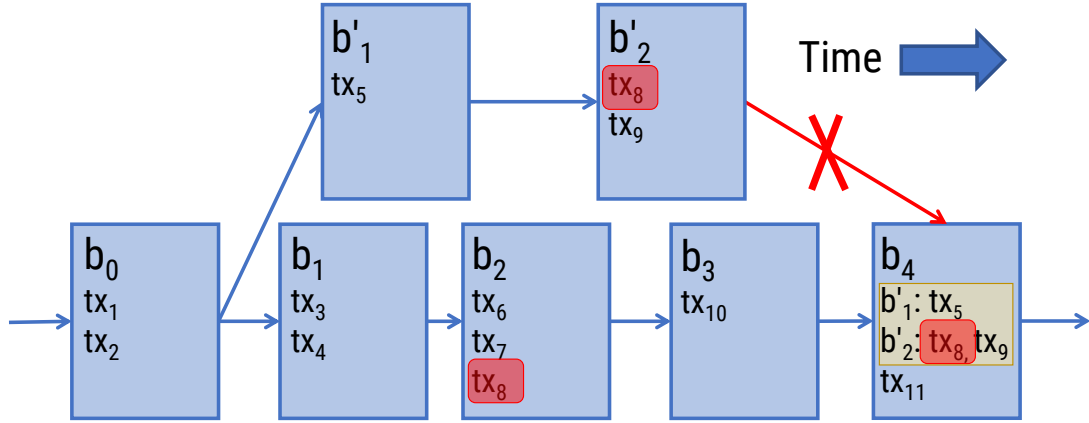 b'₁
tx₅
b'₂
tx₈
tx₉
Time
b₀
tx₁
tx₂
b₁
tx₃
tx₄
b₂
tx₆
tx₇
tx₈
b₃
tx₁₀
b₄
b'₁: tx₅
b'₂: tx₈, tx₉
tx₁₁